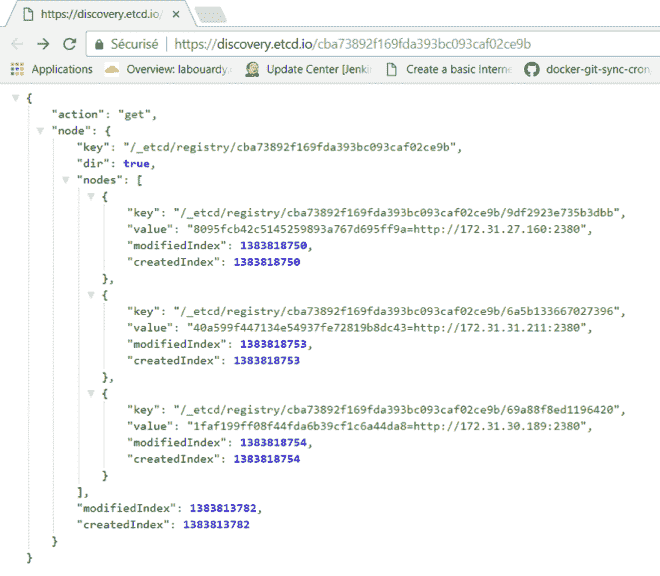 https://discovery.etcd.io/
Sécurisé https://discovery.etcd.io/cba73892f169fda393bc093caf02ce9b
Applications Overview: labouardy. Update Center [Jenki Create a basic Interne docker-git-sync-cron
{
"action": "get",
"node": {
"key": "/_etcd/registry/cba73892f169fda393bc093caf02ce9b",
"dir": true,
"nodes": [
{
"key": "/_etcd/registry/cba73892f169fda393bc093caf02ce9b/9df2923e735b3dbb",
"value": "8095fcb42c5145259893a767d695ff9a=http://172.31.27.160:2380",
"modifiedIndex": 1383818750,
"createdIndex": 1383818750
},
{
"key": "/_etcd/registry/cba73892f169fda393bc093caf02ce9b/6a5b133667027396",
"value": "40a599f447134e54937fe72819b8dc43=http://172.31.31.211:2380",
"modifiedIndex": 1383818753,
"createdIndex": 1383818753
},
{
"key": "/_etcd/registry/cba73892f169fda393bc093caf02ce9b/69a88f8ed1196420",
"value": "1faf199ff08f44fda6b39cf1c6a44da8=http://172.31.30.189:2380",
"modifiedIndex": 1383818754,
"createdIndex": 1383818754
}
],
"modifiedIndex": 1383813782,
"createdIndex": 1383813782
}
}